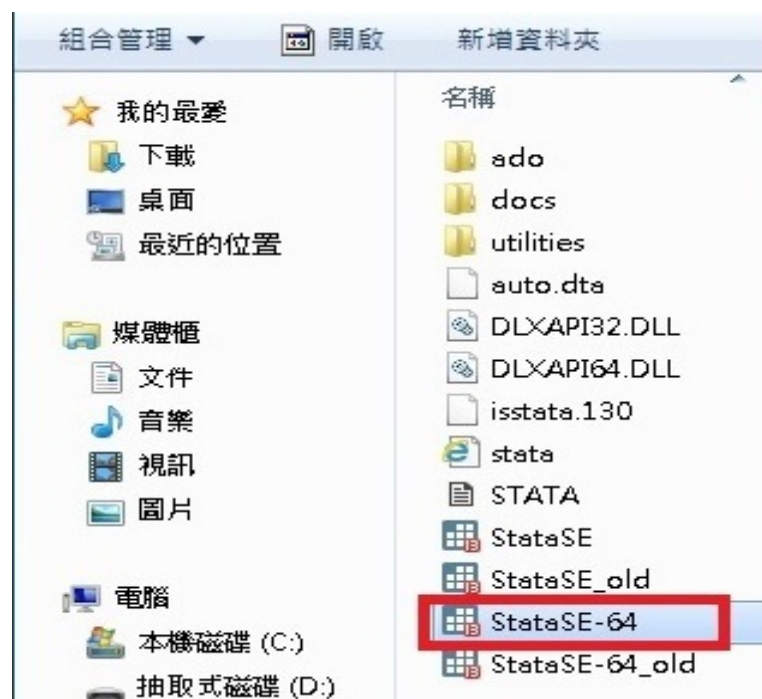 組合管理 ▼ 開啟 新增資料夾
我的最愛
下載
桌面
最近的位置
媒體櫃
文件
音樂
視訊
圖片
電腦
本機磁碟 (C:)
抽取式磁碟 (D:)
名稱
ado
docs
utilities
auto.dta
DLXAPI32.DLL
DLXAPI64.DLL
isstata.130
stata
STATA
StataSE
StataSE_old
StataSE-64
StataSE-64_old